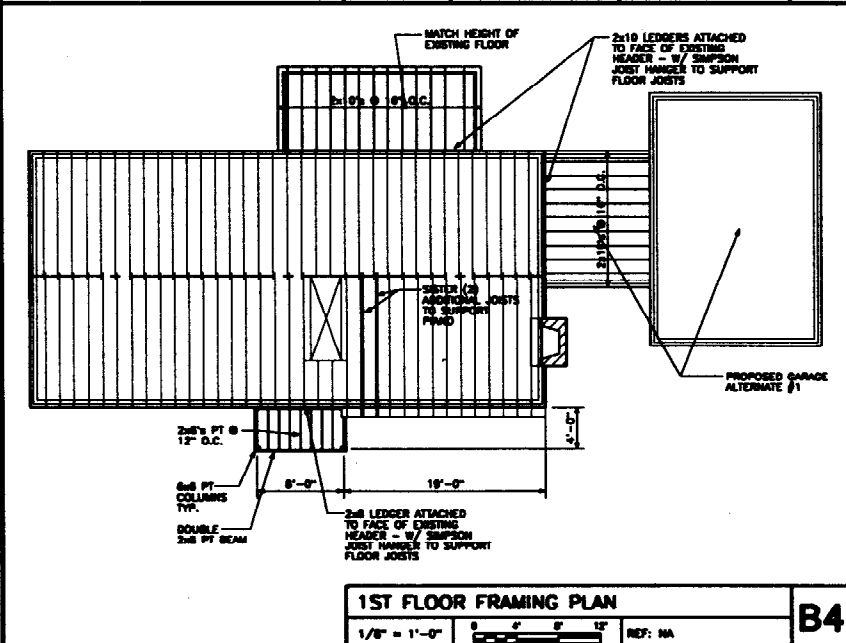 MATCH HEIGHT OF
EXISTING FLOOR
2x10 LEDGERS ATTACHED
TO FACE OF EXISTING
HEADER - W/ SIMPSON
JOIST HANGER TO SUPPORT
FLOOR JOISTS
2x10's @ 16" O.C.
2x10's @ 16" O.C.
SISTER (2)
ADDITIONAL JOISTS
TO SUPPORT
PIANO
PROPOSED GARAGE
ALTERNATE #1
2x8's PT @
12" O.C.
4'-0"
6x6 PT
COLUMNS
TYP.
8'-0"
19'-0"
DOUBLE
2x8 PT BEAM
2x8 LEDGER ATTACHED
TO FACE OF EXISTING
HEADER - W/ SIMPSON
JOIST HANGER TO SUPPORT
FLOOR JOISTS
1ST FLOOR FRAMING PLAN
B4
1/8" = 1'-0"
0 4' 8' 12'
REF: NA